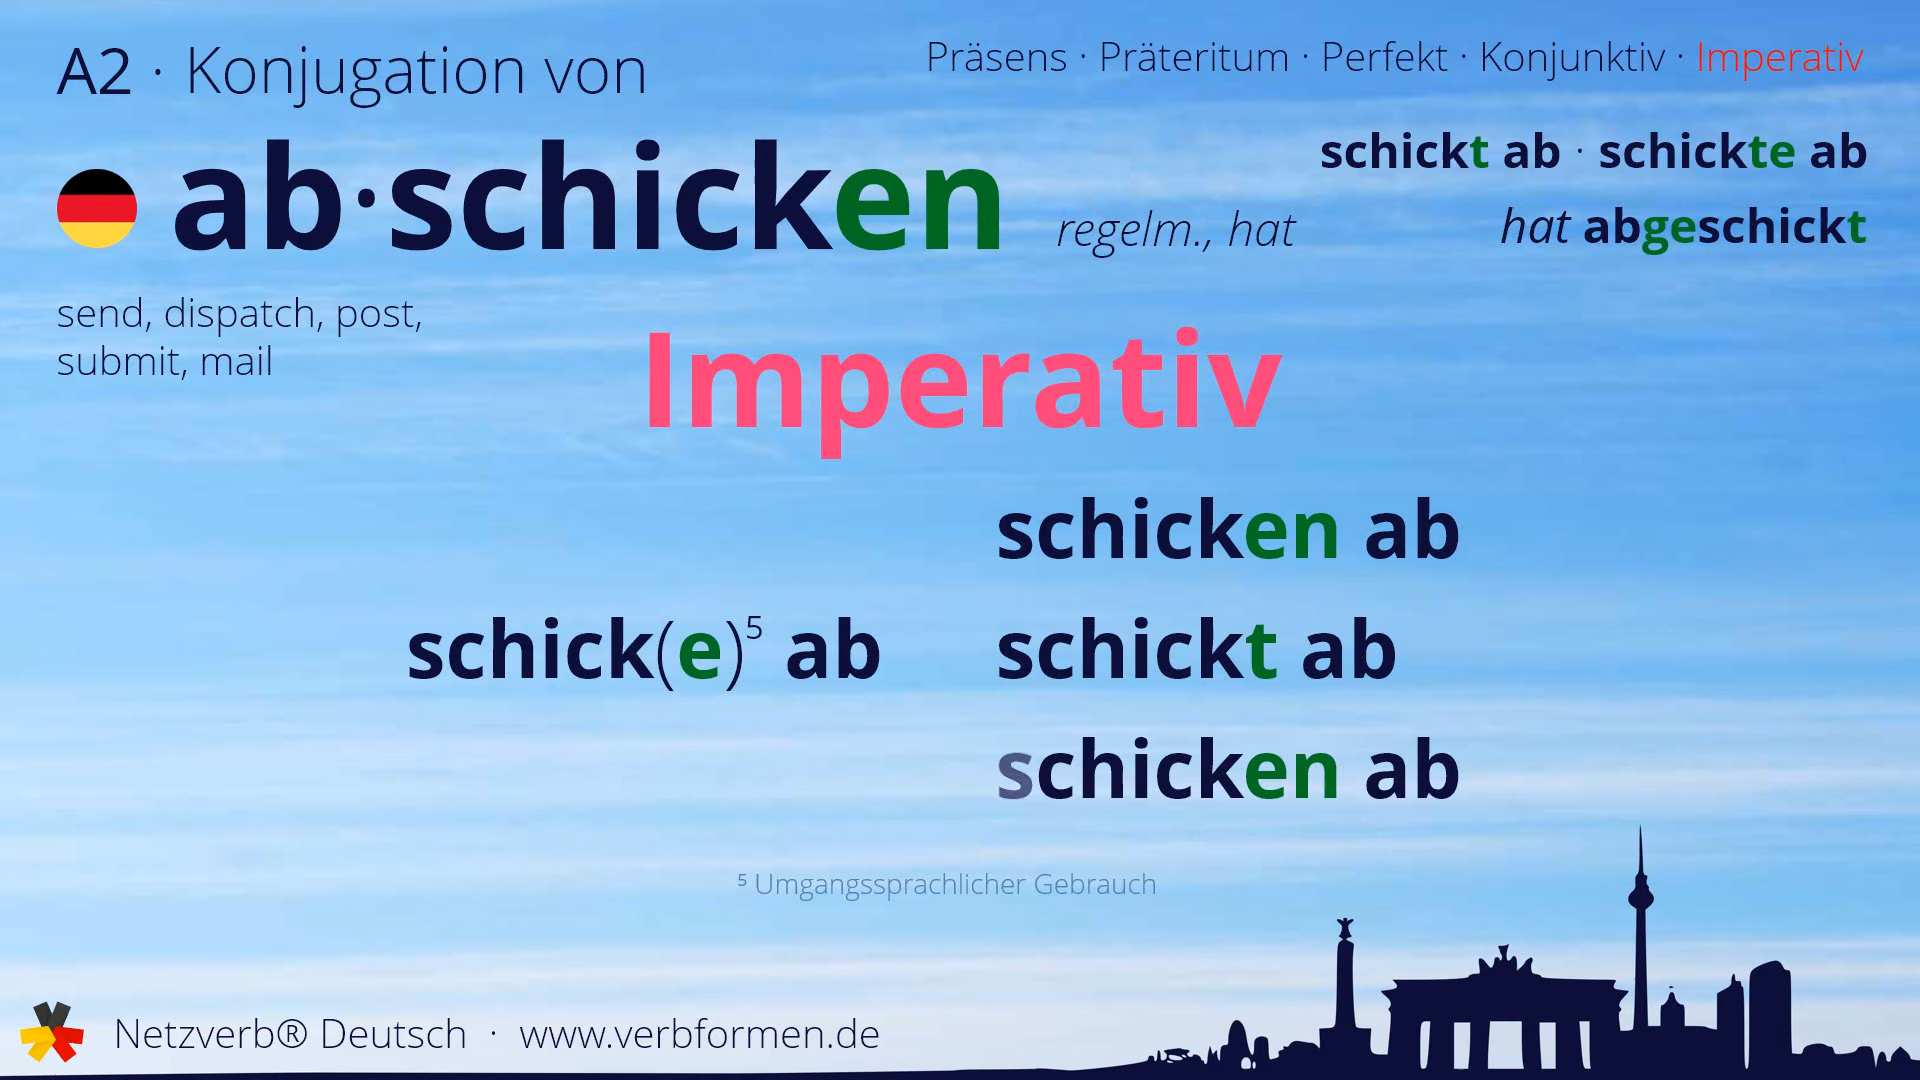 A2 · Konjugation von
Präsens · Präteritum · Perfekt · Konjunktiv · Imperativ
ab·schicken
regelm., hat
schickt ab · schickte ab
hat abgeschickt
send, dispatch, post,
submit, mail
Imperativ
schicken ab
schick(e)⁵ ab
schickt ab
schicken ab
⁵ Umgangssprachlicher Gebrauch
Netzverb® Deutsch · www.verbformen.de